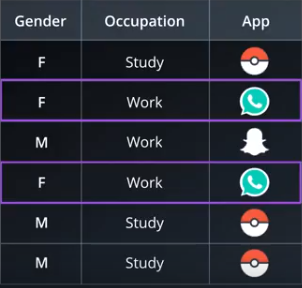 Gender Occupation App
F Study
F Work
M Work
F Work
M Study
M Study